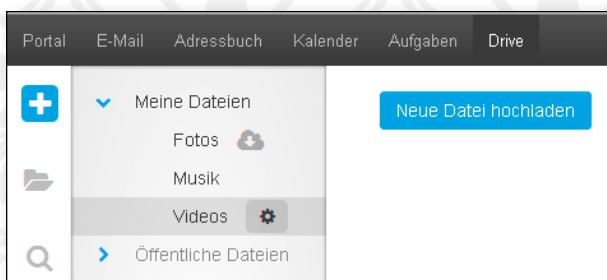 Portal E-Mail Adressbuch Kalender Aufgaben Drive
Meine Dateien
Neue Datei hochladen
Fotos
Musik
Videos
Öffentliche Dateien